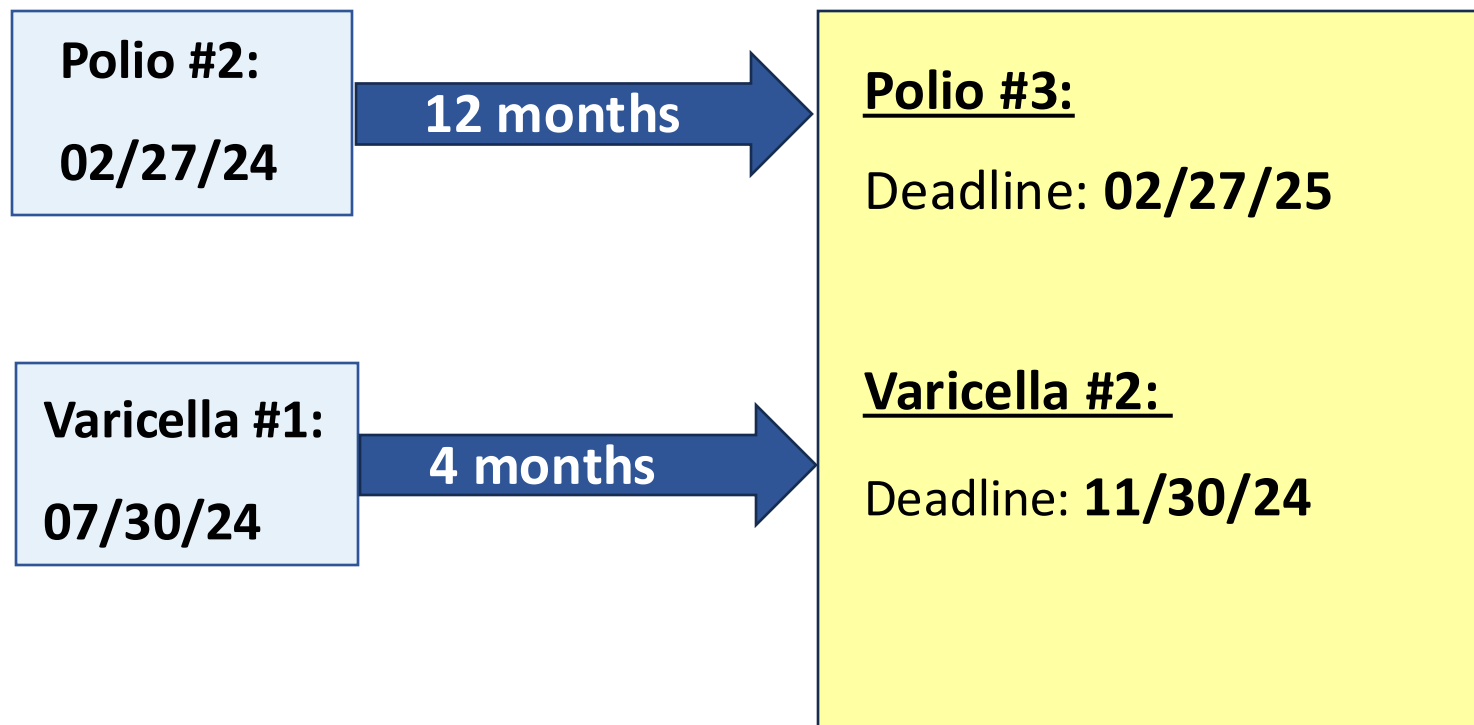 Polio #2:
02/27/24
12 months
Polio #3:
Deadline: 02/27/25
Varicella #1:
07/30/24
4 months
Varicella #2:
Deadline: 11/30/24